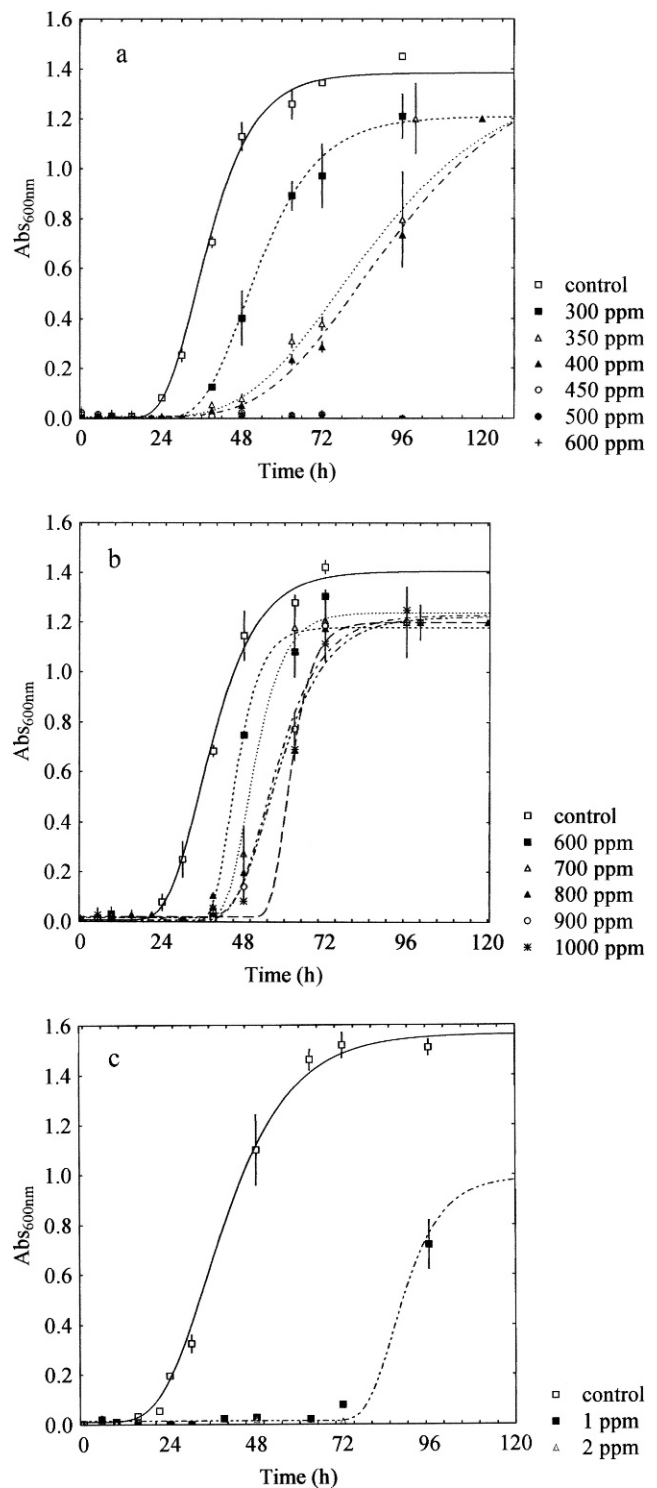 a
1.6
1.4
1.2
1.0
0.8
0.6
0.4
0.2
0.0
Abs600nm
0 24 48 72 96 120
Time (h)
control
300 ppm
350 ppm
400 ppm
450 ppm
500 ppm
600 ppm
b
1.6
1.4
1.2
1.0
0.8
0.6
0.4
0.2
0.0
Abs600nm
0 24 48 72 96 120
Time (h)
control
600 ppm
700 ppm
800 ppm
900 ppm
1000 ppm
c
1.6
1.4
1.2
1.0
0.8
0.6
0.4
0.2
0.0
Abs600nm
0 24 48 72 96 120
Time (h)
control
1 ppm
2 ppm